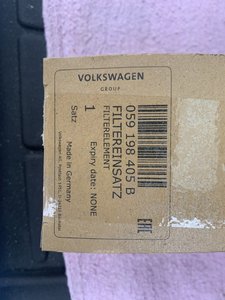 VOLKSWAGEN
GROUP
059 198 405 B
FILTEREINSATZ
FILTERELEMENT
Expiry date: NONE
1
Satz
Made in Germany
EAC